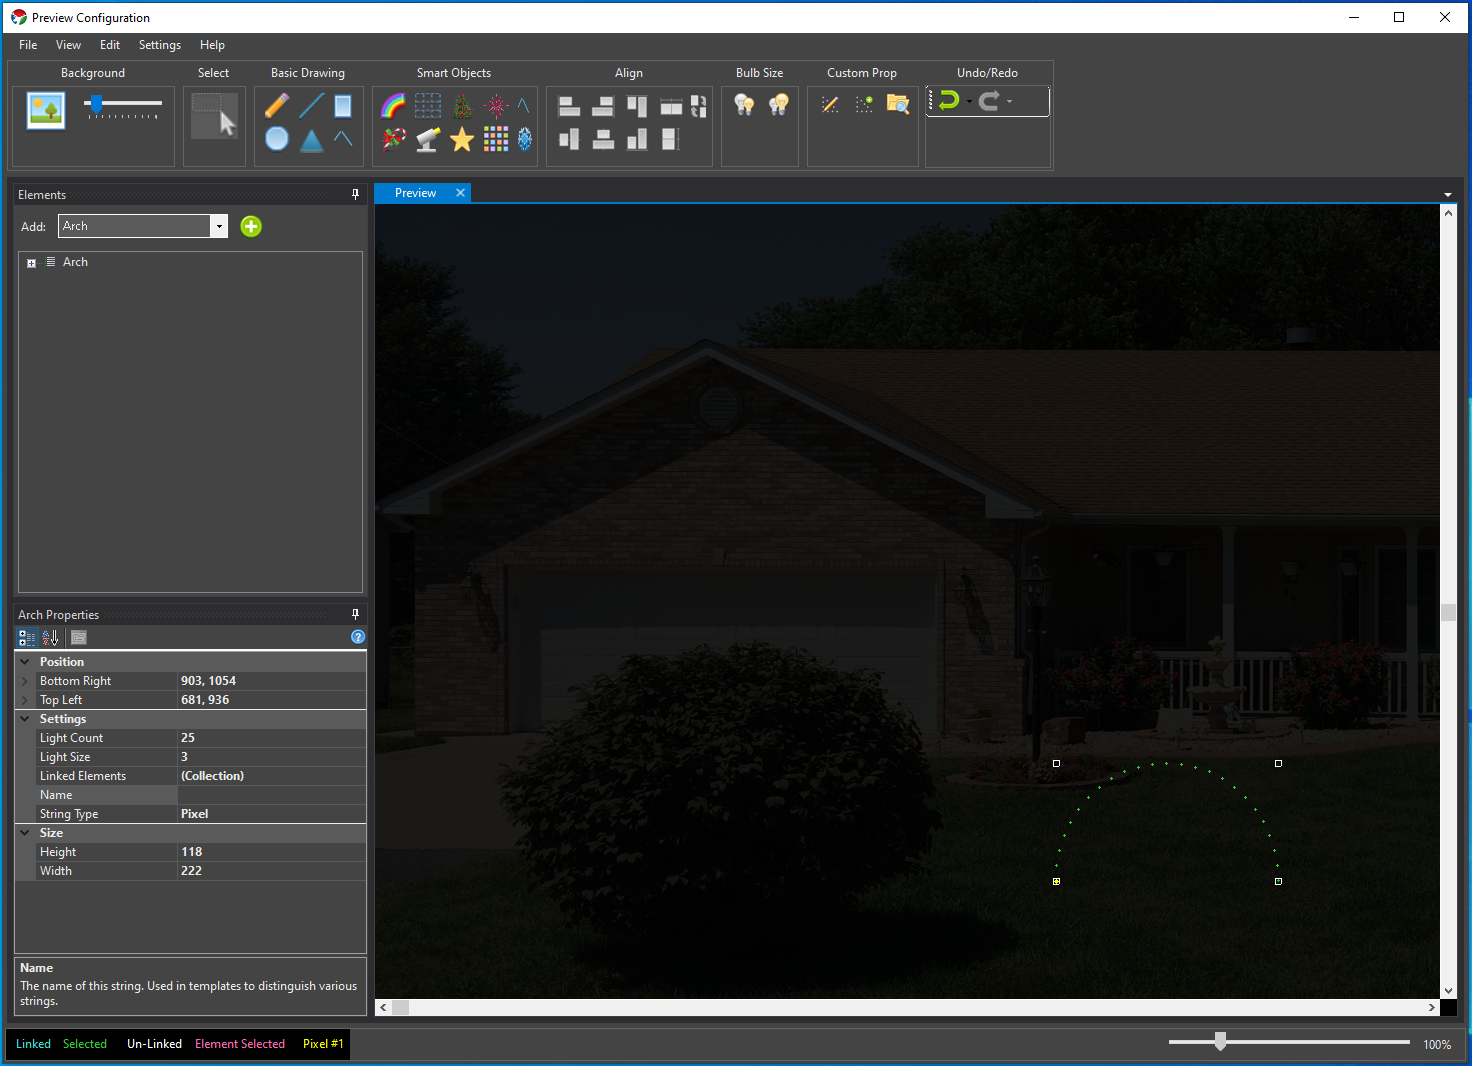 Preview Configuration
File View Edit Settings Help
Background Select Basic Drawing Smart Objects Align Bulb Size Custom Prop Undo/Redo
Elements
Preview
Add: Arch
Arch
Arch Properties
Position
Bottom Right 903, 1054
Top Left 681, 936
Settings
Light Count 25
Light Size 3
Linked Elements (Collection)
Name
String Type Pixel
Size
Height 118
Width 222
Name
The name of this string. Used in templates to distinguish various
strings.
Linked Selected Un-Linked Element Selected Pixel #1 100%